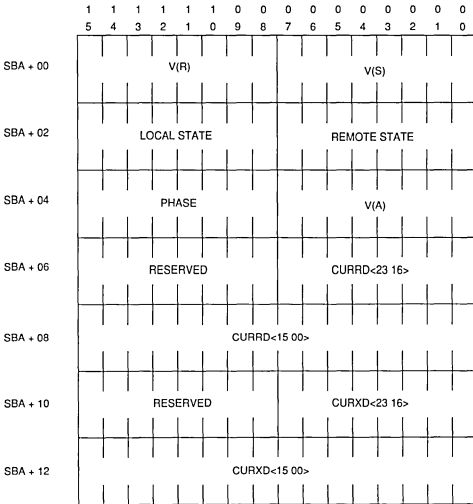 1 1 1 1 1 1 0 0 0 0 0 0 0 0 0 0
5 4 3 2 1 0 9 8 7 6 5 4 3 2 1 0
SBA + 00 V(R) V(S)
SBA + 02 LOCAL STATE REMOTE STATE
SBA + 04 PHASE V(A)
SBA + 06 RESERVED CURRD<23 16>
SBA + 08 CURRD<15 00>
SBA + 10 RESERVED CURXD<23 16>
SBA + 12 CURXD<15 00>